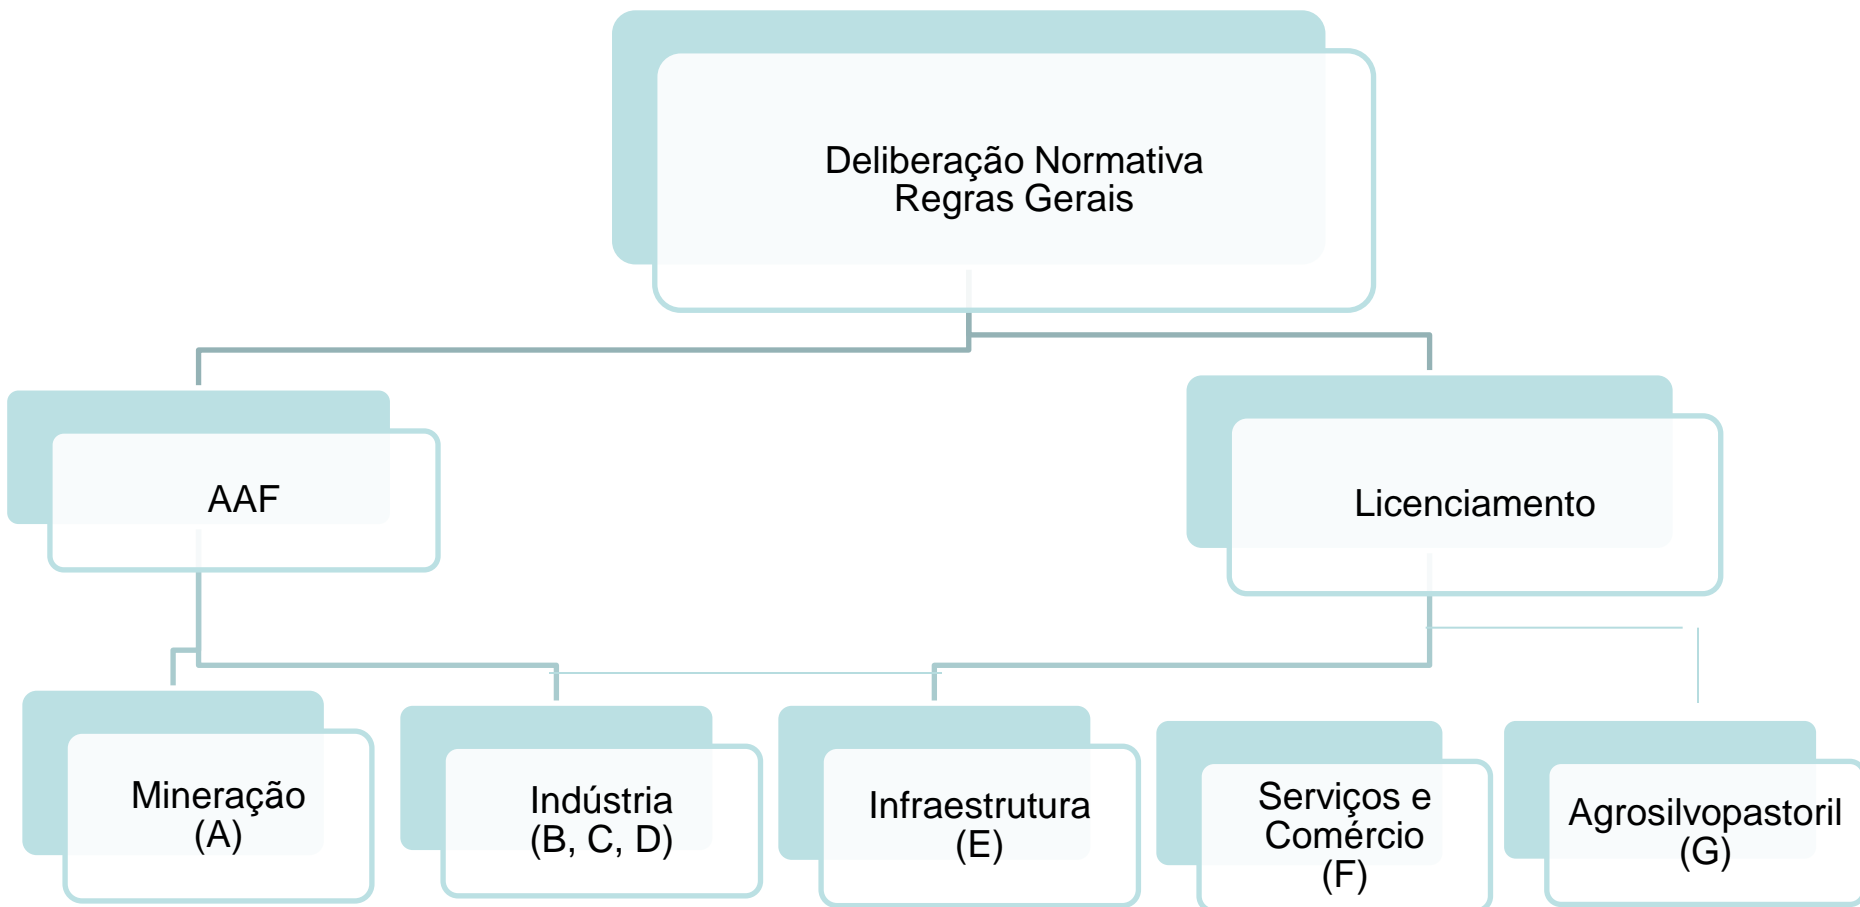 Deliberação Normativa
Regras Gerais
AAF
Licenciamento
Mineração
(A)
Indústria
(B, C, D)
Infraestrutura
(E)
Serviços e
Comércio
(F)
Agrosilvopastoril
(G)